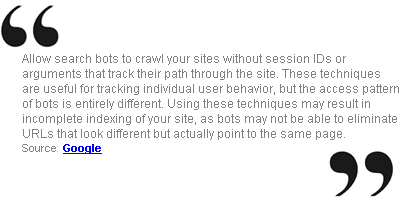 Allow search bots to crawl your sites without session IDs or
arguments that track their path through the site. These techniques
are useful for tracking individual user behavior, but the access pattern
of bots is entirely different. Using these techniques may result in
incomplete indexing of your site, as bots may not be able to eliminate
URLs that look different but actually point to the same page.
Source: Google